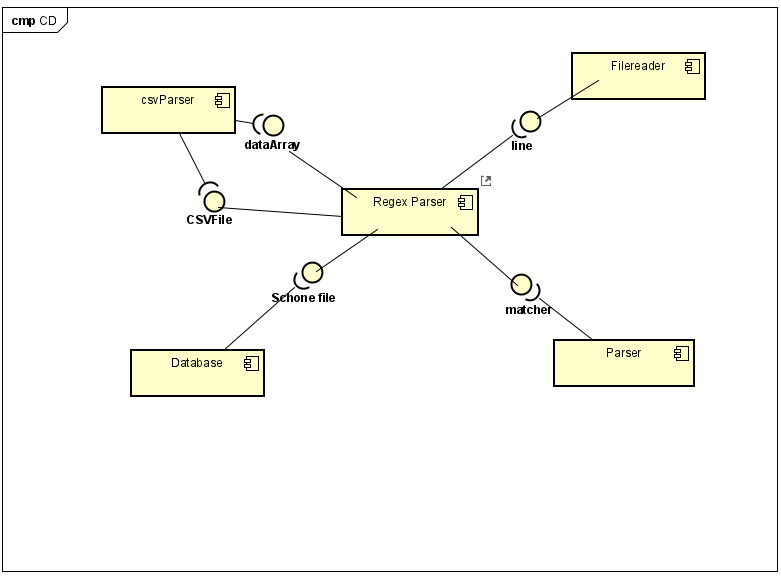 cmp CD
Filereader
csvParser
dataArray
line
Regex Parser
CSVFile
Schone file
matcher
Database
Parser